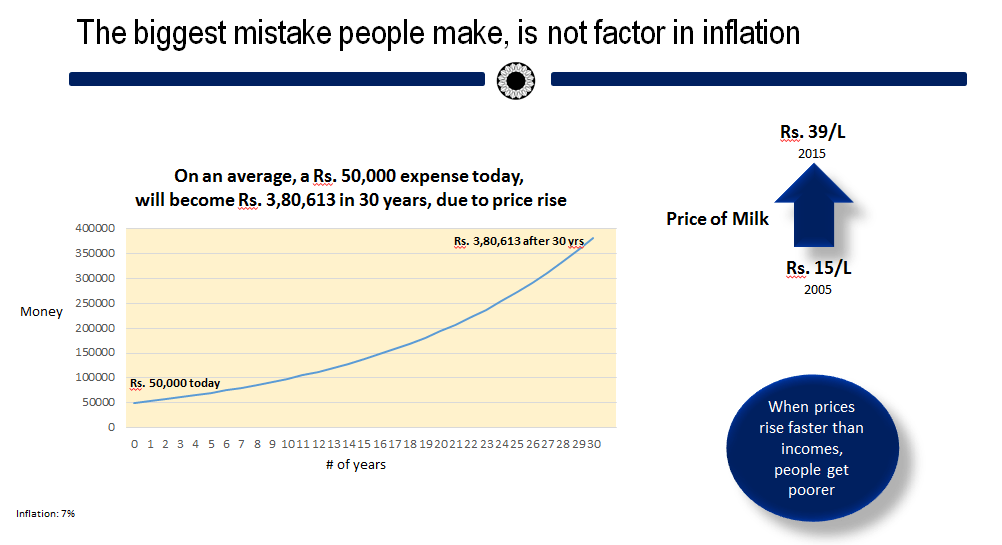 The biggest mistake people make, is not factor in inflation
On an average, a Rs. 50,000 expense today,
will become Rs. 3,80,613 in 30 years, due to price rise
400000
350000
300000
250000
200000
150000
100000
50000
0
Money
Rs. 3,80,613 after 30 yrs
Rs. 50,000 today
0 1 2 3 4 5 6 7 8 9 10 11 12 13 14 15 16 17 18 19 20 21 22 23 24 25 26 27 28 29 30
# of years
Inflation: 7%
Rs. 39/L
2015
Price of Milk
Rs. 15/L
2005
When prices
rise faster than
incomes,
people get
poorer